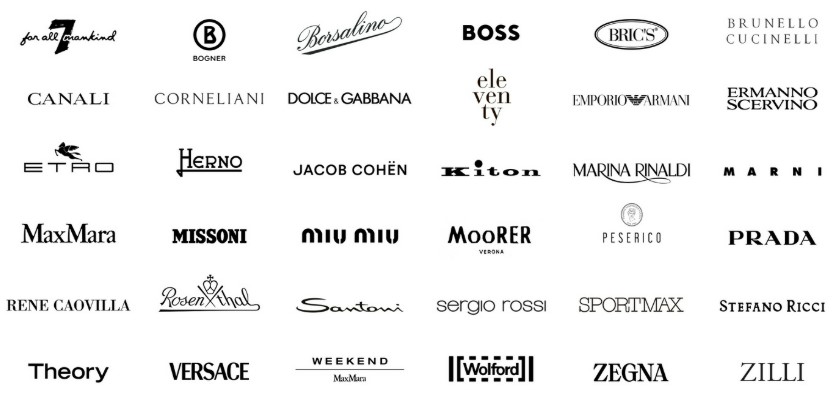 for all 7 mankind
B
BOGNER
Borsalino
BOSS
BRIC'S
BRUNELLO
CUCINELLI
CANALI
CORNELIANI
DOLCE & GABBANA
ele
ven
ty
EMPORIO ARMANI
ERMANNO
SCERVINO
ETRO
HERNO
JACOB COHËN
Kiton
MARINA RINALDI
MARNI
MaxMara
MISSONI
MIU MIU
MOORER
VERONA
PESERICO
PRADA
RENE CAOVILLA
Rosenthal
Santoni
sergio rossi
SPORTMAX
STEFANO RICCI
Theory
VERSACE
WEEKEND
MaxMara
Wolford
ZEGNA
ZILLI